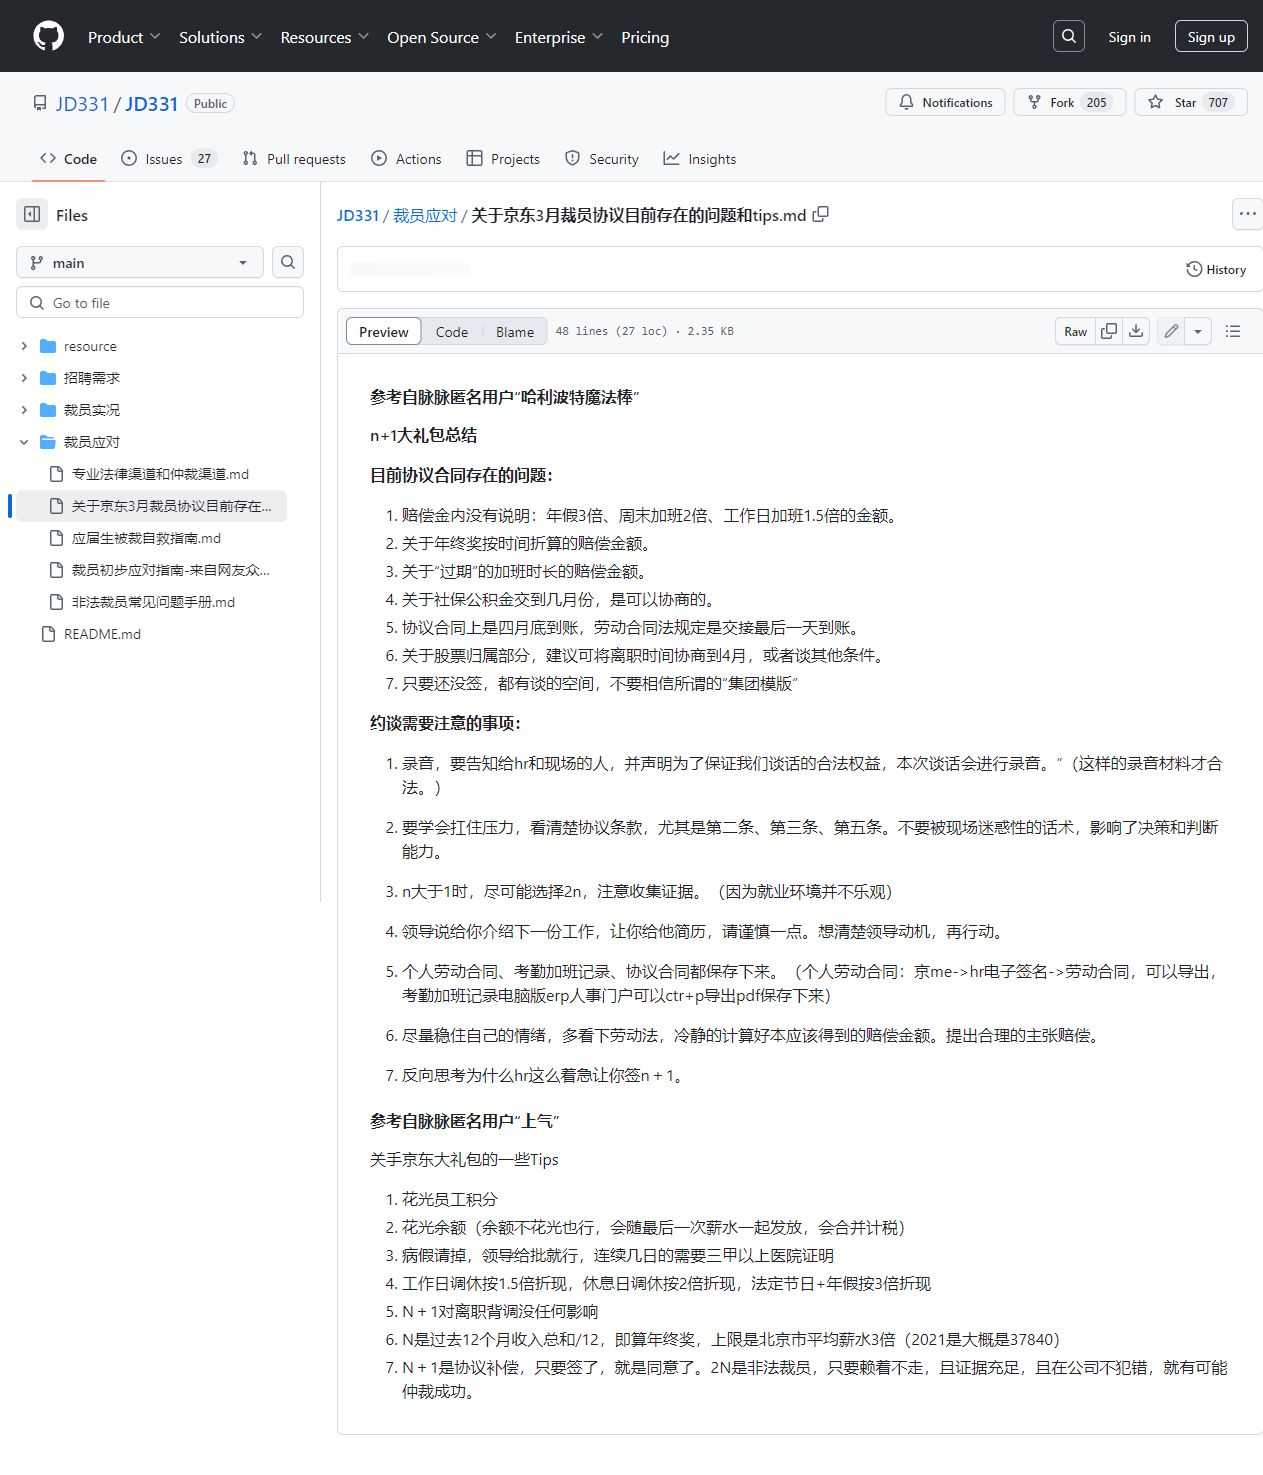 Product Solutions Resources Open Source Enterprise Pricing Sign in Sign up
JD331 / JD331 Public Notifications Fork 205 Star 707
Code Issues 27 Pull requests Actions Projects Security Insights
Files
main
Go to file
resource
招聘需求
裁员实况
裁员应对
专业法律渠道和仲裁渠道.md
关于京东3月裁员协议目前存在...
应届生被裁自救指南.md
裁员初步应对指南-来自网友众...
非法裁员常见问题手册.md
README.md
JD331 / 裁员应对 / 关于京东3月裁员协议目前存在的问题和tips.md
History
Preview Code Blame 48 lines (27 loc) · 2.35 KB Raw
参考自脉脉匿名用户“哈利波特魔法棒”
n+1大礼包总结
目前协议合同存在的问题：
1. 赔偿金内没有说明：年假3倍、周末加班2倍、工作日加班1.5倍的金额。
2. 关于年终奖按时间折算的赔偿金额。
3. 关于“过期”的加班时长的赔偿金额。
4. 关于社保公积金交到几月份，是可以协商的。
5. 协议合同上是四月底到账，劳动合同法规定是交接最后一天到账。
6. 关于股票归属部分，建议可将离职时间协商到4月，或者谈其他条件。
7. 只要还没签，都有谈的空间，不要相信所谓的“集团模版”
约谈需要注意的事项：
1. 录音，要告知给hr和现场的人，并声明为了保证我们谈话的合法权益，本次谈话会进行录音。“（这样的录音材料才合
法。）
2. 要学会扛住压力，看清楚协议条款，尤其是第二条、第三条、第五条。不要被现场迷惑性的话术，影响了决策和判断
能力。
3. n大于1时，尽可能选择2n，注意收集证据。（因为就业环境并不乐观）
4. 领导说给你介绍下一份工作，让你给他简历，请谨慎一点。想清楚领导动机，再行动。
5. 个人劳动合同、考勤加班记录、协议合同都保存下来。（个人劳动合同：京me->hr电子签名->劳动合同，可以导出，
考勤加班记录电脑版erp人事门户可以ctr+p导出pdf保存下来）
6. 尽量稳住自己的情绪，多看下劳动法，冷静的计算好本应该得到的赔偿金额。提出合理的主张赔偿。
7. 反向思考为什么hr这么着急让你签n＋1。
参考自脉脉匿名用户“上气”
关手京东大礼包的一些Tips
1. 花光员工积分
2. 花光余额（余额不花光也行，会随最后一次薪水一起发放，会合并计税）
3. 病假请掉，领导给批就行，连续几日的需要三甲以上医院证明
4. 工作日调休按1.5倍折现，休息日调休按2倍折现，法定节日+年假按3倍折现
5. N＋1对离职背调没任何影响
6. N是过去12个月收入总和/12，即算年终奖，上限是北京市平均薪水3倍（2021是大概是37840）
7. N＋1是协议补偿，只要签了，就是同意了。2N是非法裁员，只要赖着不走，且证据充足，且在公司不犯错，就有可能
仲裁成功。